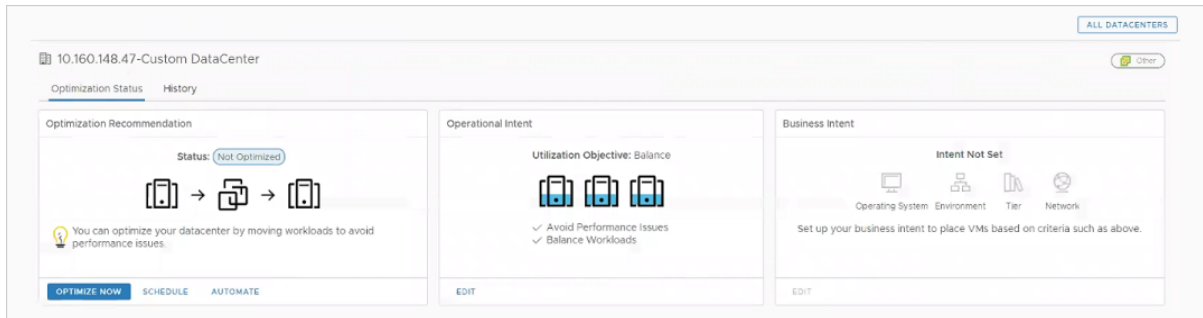 ALL DATACENTERS
10.160.148.47-Custom DataCenter
Other
Optimization Status History
Optimization Recommendation
Status: Not Optimized
You can optimize your datacenter by moving workloads to avoid
performance issues.
OPTIMIZE NOW SCHEDULE AUTOMATE
Operational Intent
Utilization Objective: Balance
Avoid Performance Issues
Balance Workloads
EDIT
Business Intent
Intent Not Set
Operating System Environment Tier Network
Set up your business intent to place VMs based on criteria such as above.
EDIT